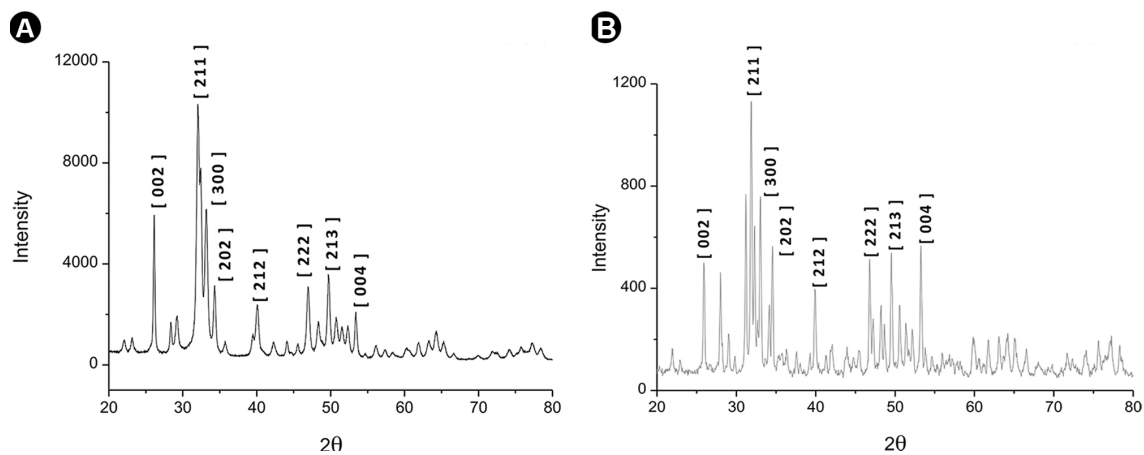 A
12000
8000
4000
0
Intensity
[ 002 ]
[ 211 ]
[ 300 ]
[ 202 ]
[ 212 ]
[ 222 ]
[ 213 ]
[ 004 ]
20 30 40 50 60 70 80
2θ
B
1200
800
400
0
Intensity
[ 002 ]
[ 211 ]
[ 300 ]
[ 202 ]
[ 212 ]
[ 222 ]
[ 213 ]
[ 004 ]
20 30 40 50 60 70 80
2θ